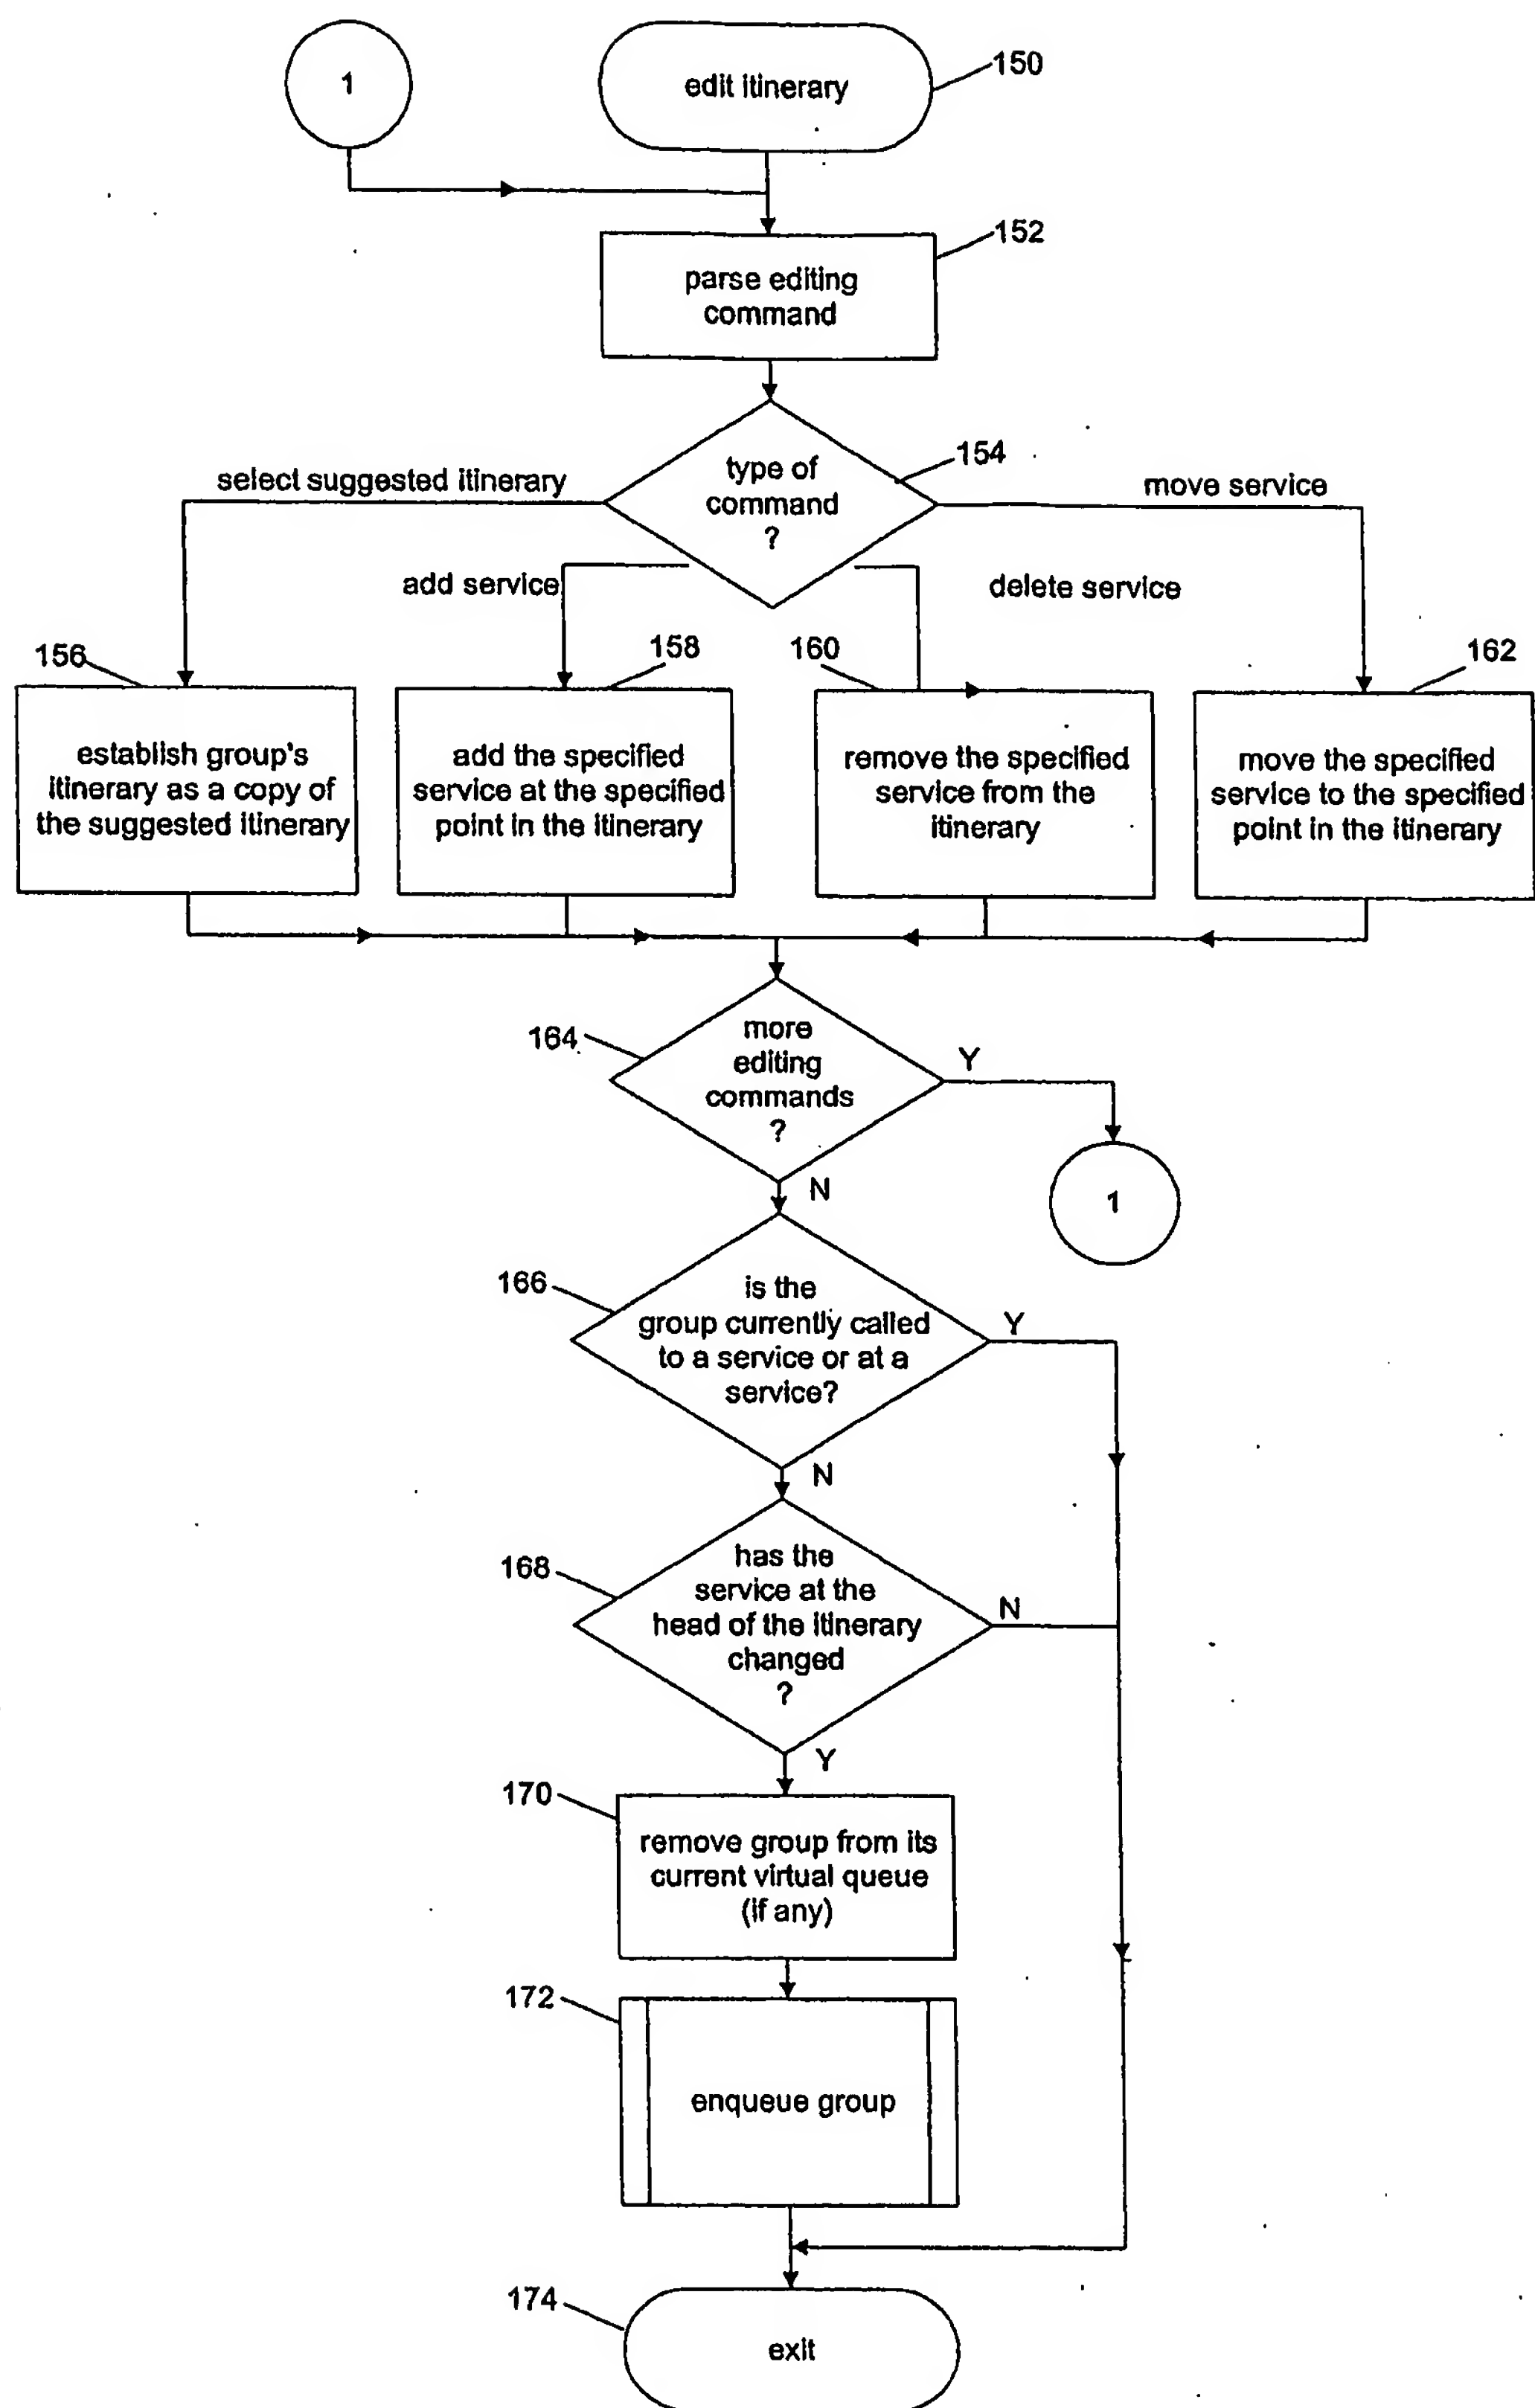 1
edit itinerary
150
152
parse editing
command
154
type of
command
?
select suggested itinerary
move service
add service
delete service
156
158
160
162
establish group's
itinerary as a copy of
the suggested itinerary
add the specified
service at the specified
point in the itinerary
remove the specified
service from the
itinerary
move the specified
service to the specified
point in the itinerary
164
more
editing
commands
?
Y
N
1
166
is the
group currently called
to a service or at a
service?
Y
N
168
has the
service at the
head of the itinerary
changed
?
N
Y
170
remove group from its
current virtual queue
(if any)
172
enqueue group
174
exit